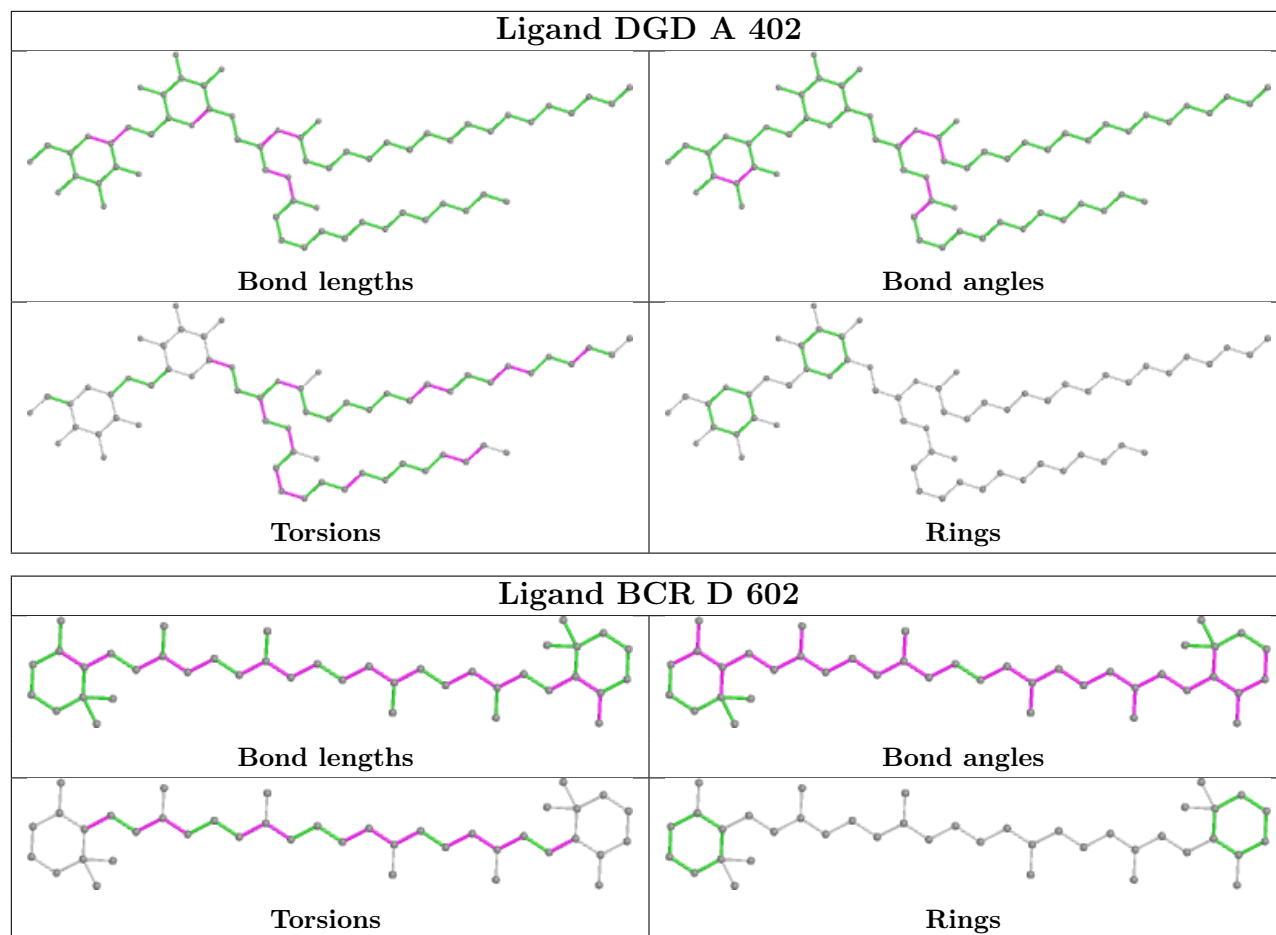 Ligand DGD A 402
Bond lengths
Bond angles
Torsions
Rings
Ligand BCR D 602
Bond lengths
Bond angles
Torsions
Rings